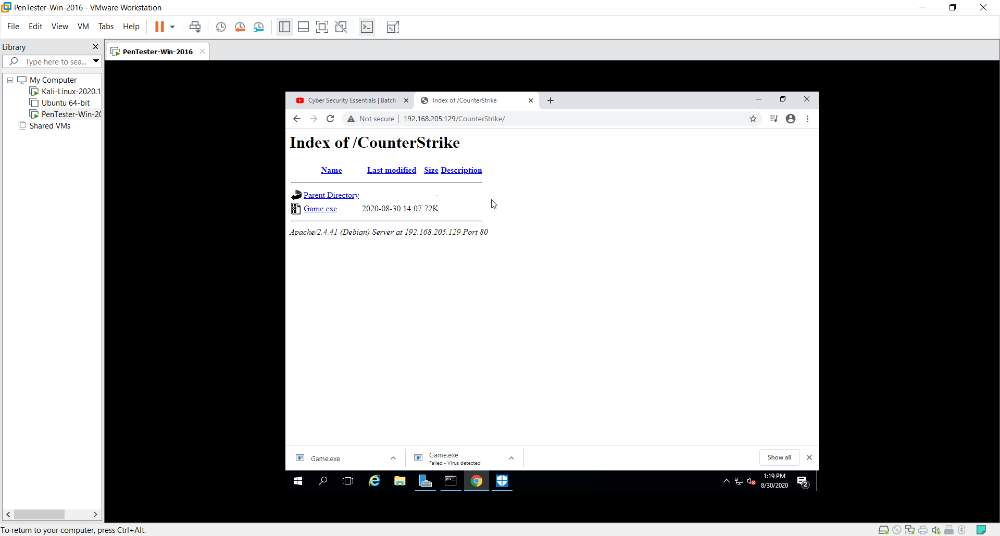 PenTester-Win-2016 - VMware Workstation
File Edit View VM Tabs Help
Library
Type here to sea...
My Computer
Kali-Linux-2020.1
Ubuntu 64-bit
PenTester-Win-20
Shared VMs
PenTester-Win-2016
Cyber Security Essentials | Batch
Index of /CounterStrike
Not secure 192.168.205.129/CounterStrike/
Index of /CounterStrike
Name Last modified Size Description
Parent Directory -
Game.exe 2020-08-30 14:07 72K
Apache/2.4.41 (Debian) Server at 192.168.205.129 Port 80
Game.exe
Game.exe
Failed - Virus detected
Show all
1:19 PM
8/30/2020
2
To return to your computer, press Ctrl+Alt.